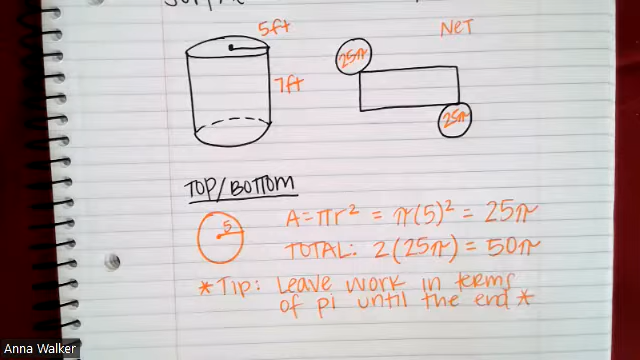 5ft
NET
7ft
25π
25π
TOP/BOTTOM
5
A=πr² = π(5)² = 25π
TOTAL: 2(25π) = 50π
*TIP: LEAVE WORK IN TERMS
OF PI UNTIL THE END*
Anna Walker